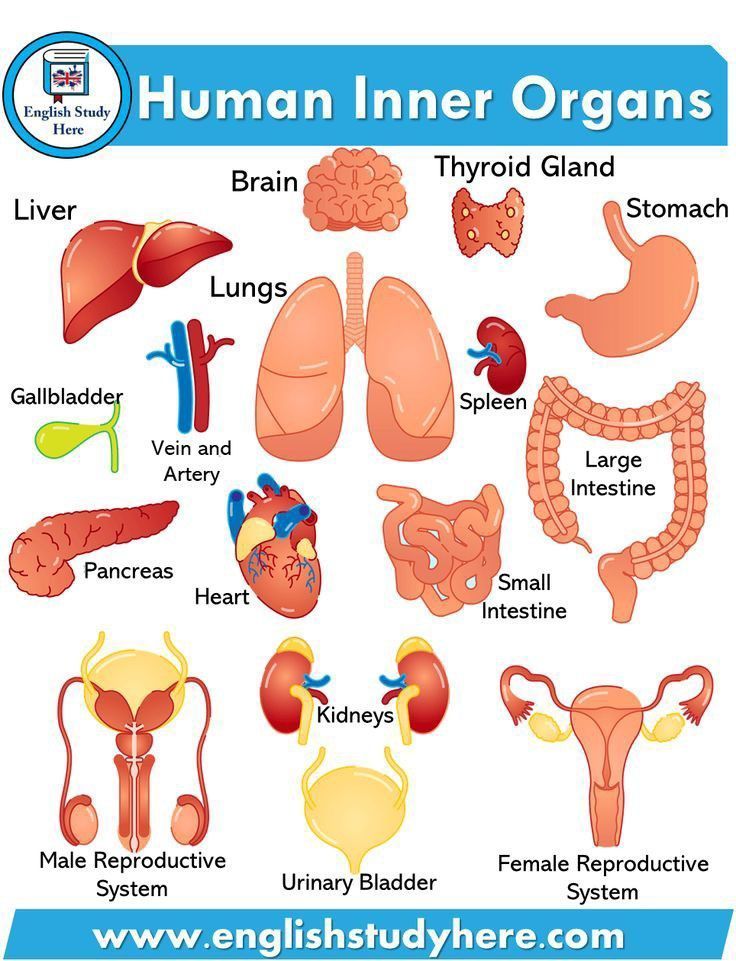 English Study
Here
Human Inner Organs
Liver
Brain
Thyroid Gland
Stomach
Lungs
Gallbladder
Vein and
Artery
Spleen
Large
Intestine
Pancreas
Heart
Small
Intestine
Kidneys
Male Reproductive
System
Urinary Bladder
Female Reproductive
System
www.englishstudyhere.com